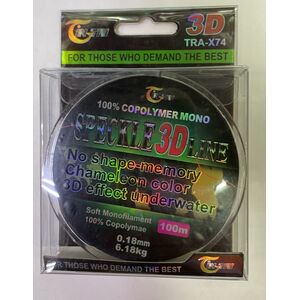 3D
TRA-X74
FOR THOSE WHO DEMAND THE BEST
100% COPOLYMER MONO
SPECKLE 3D LINE
No shape-memory
Chameleon color
3D effect underwater
Soft Monofilament
100% Copolymae
100m
0.18mm
6.18kg
FOR THOSE WHO DEMAND THE BEST